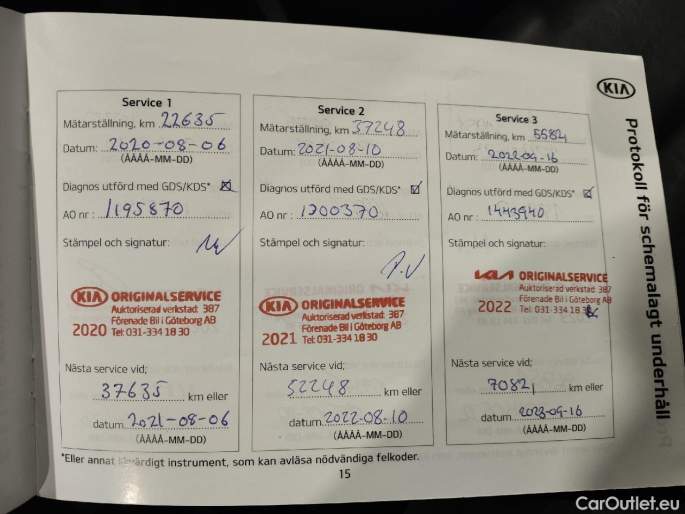 KIA
Protokoll för schemalagt underhåll
Service 1
Mätarställning, km 22635
Datum: 2020-08-06
(ÅÅÅÅ-MM-DD)
Diagnos utförd med GDS/KDS*
AO nr: 1195870
Stämpel och signatur:
KIA ORIGINALSERVICE
Auktoriserad verkstad: 387
Förenade Bil i Göteborg AB
2020 Tel: 031-334 18 30
Nästa service vid;
37635 km eller
datum 2021-08-06
(ÅÅÅÅ-MM-DD)
Service 2
Mätarställning, km 37248
Datum: 2021-08-10
(ÅÅÅÅ-MM-DD)
Diagnos utförd med GDS/KDS*
AO nr: 1300370
Stämpel och signatur:
P.V
KIA ORIGINALSERVICE
Auktoriserad verkstad: 387
Förenade Bil i Göteborg AB
2021 Tel: 031-334 18 30
Nästa service vid;
52248 km eller
datum 2022-08-10
(ÅÅÅÅ-MM-DD)
Service 3
Mätarställning, km 5582
Datum: 2022-09-16
(ÅÅÅÅ-MM-DD)
Diagnos utförd med GDS/KDS*
AO nr: 1443940
Stämpel och signatur:
KIA ORIGINALSERVICE
Auktoriserad verkstad: 387
Förenade Bil i Göteborg AB
2022 Tel: 031-334 18 3
Nästa service vid;
7082 km eller
datum 2023-09-16
(ÅÅÅÅ-MM-DD)
*Eller annat likvärdigt instrument, som kan avläsa nödvändiga felkoder.
15
CarOutlet.eu